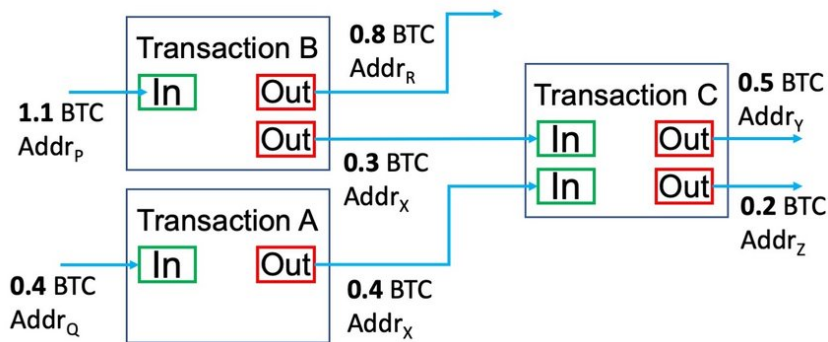 Transaction B
In
Out
Out
1.1 BTC
Addr_P
0.8 BTC
Addr_R
0.3 BTC
Addr_X
Transaction A
In
Out
0.4 BTC
Addr_Q
0.4 BTC
Addr_X
Transaction C
In
Out
In
Out
0.5 BTC
Addr_Y
0.2 BTC
Addr_Z